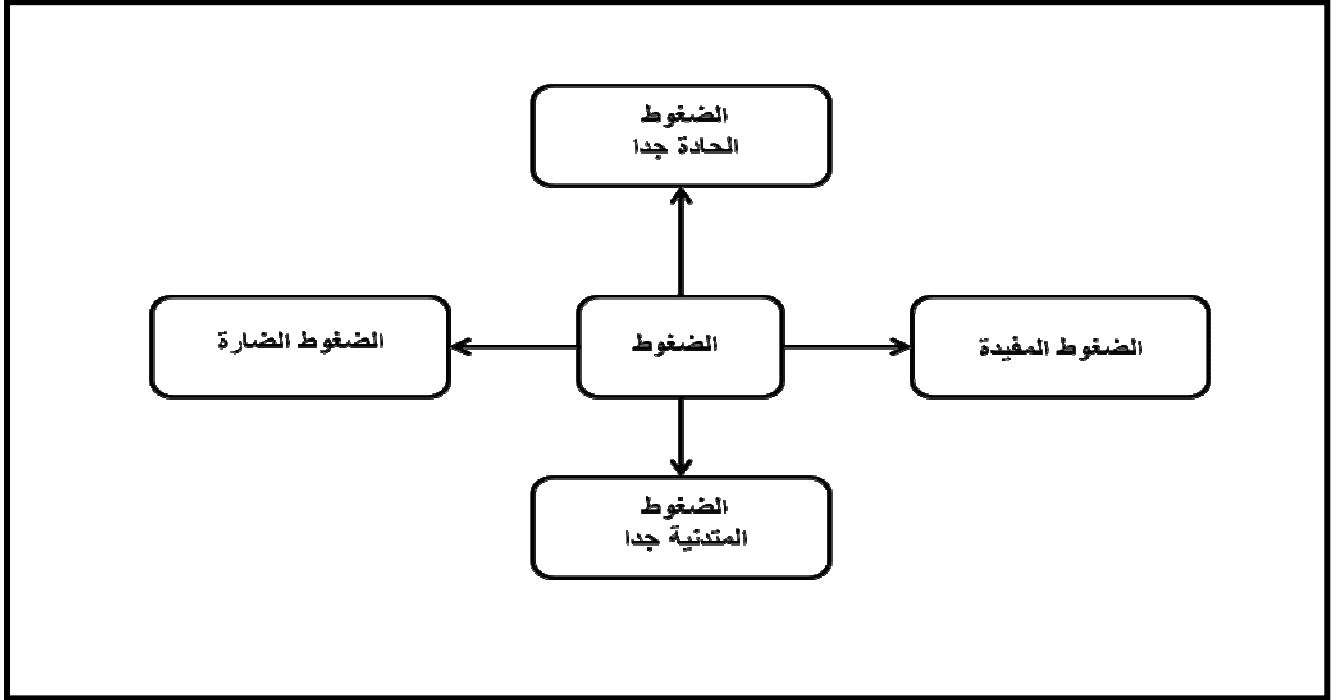 الضغوط
الحادة جدا
الضغوط المفيدة
الضغوط
الضغوط الضارة
الضغوط
المتدنية جدا